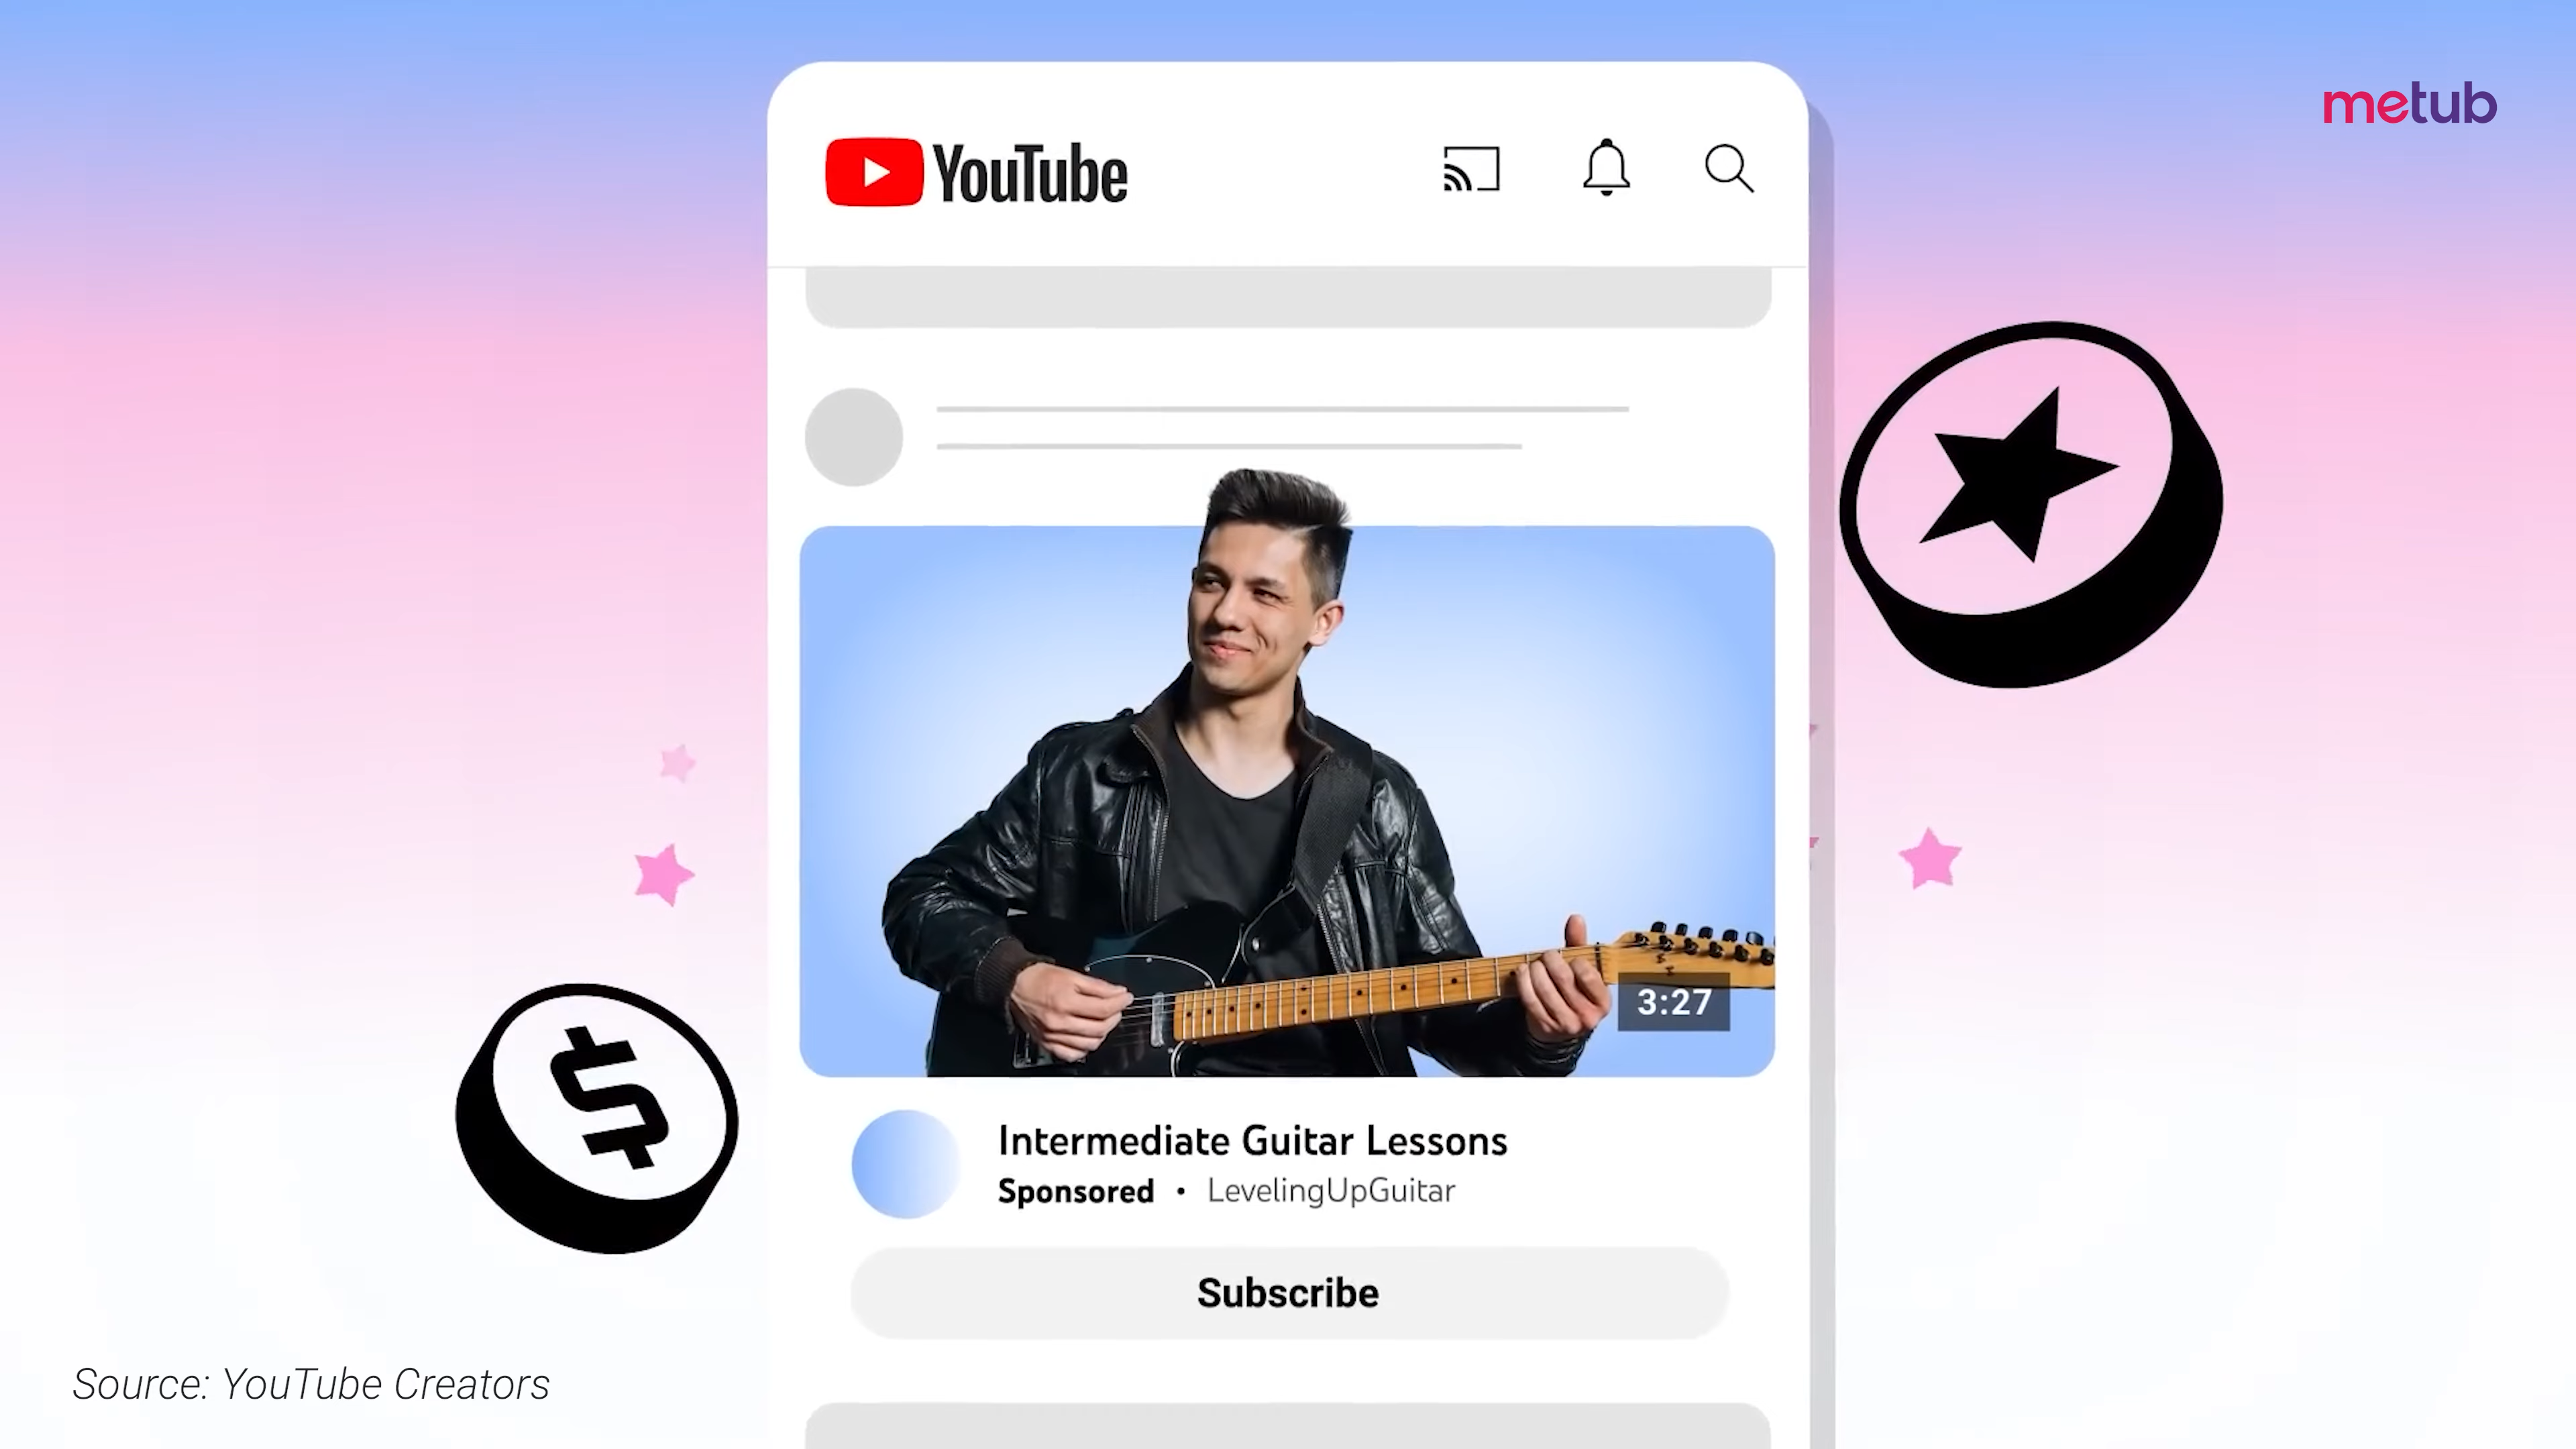 metub
YouTube
3:27
Intermediate Guitar Lessons
Sponsored • LevelingUpGuitar
Subscribe
Source: YouTube Creators